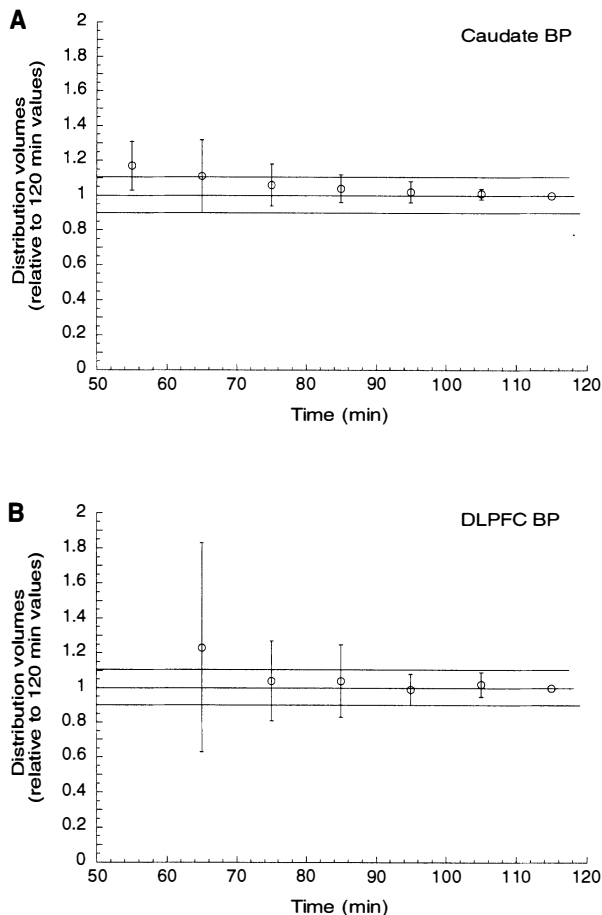 A
Caudate BP
Distribution volumes
(relative to 120 min values)
2
1.8
1.6
1.4
1.2
1
0.8
0.6
0.4
0.2
0
50 60 70 80 90 100 110 120
Time (min)
B
DLPFC BP
Distribution volumes
(relative to 120 min values)
2
1.8
1.6
1.4
1.2
1
0.8
0.6
0.4
0.2
0
50 60 70 80 90 100 110 120
Time (min)